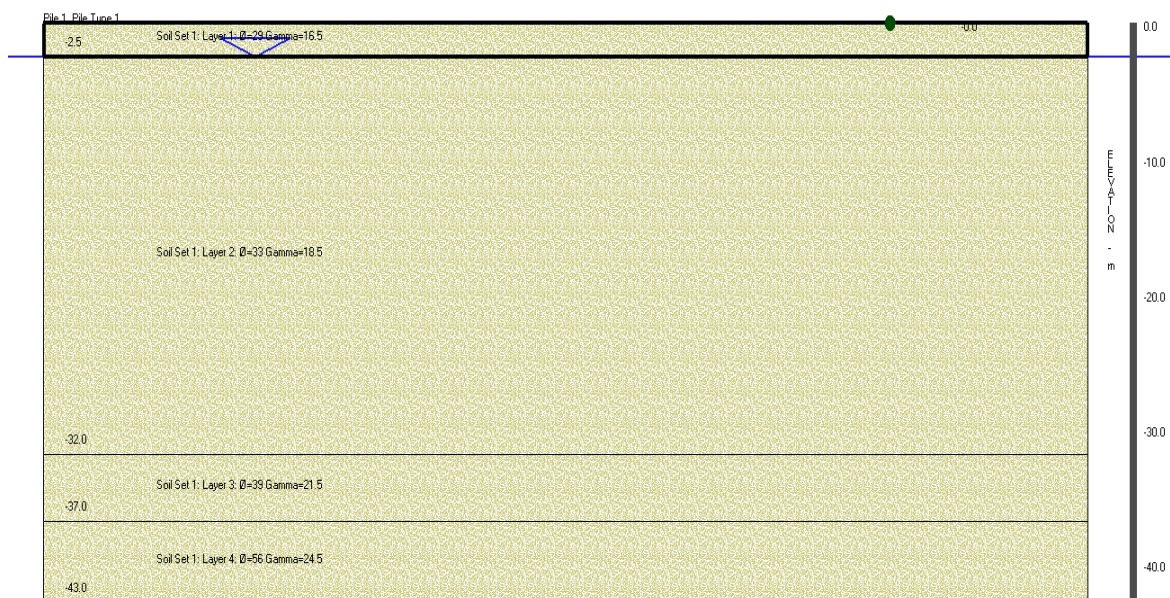 Pile 1, Pile Type 1
Soil Set 1: Layer 1: Ø=29 Gamma=16.5
-2.5
-0.0
0.0
-10.0
ELEVATION - m
Soil Set 1: Layer 2: Ø=33 Gamma=18.5
-20.0
-30.0
-32.0
Soil Set 1: Layer 3: Ø=39 Gamma=21.5
-37.0
Soil Set 1: Layer 4: Ø=56 Gamma=24.5
-40.0
-43.0